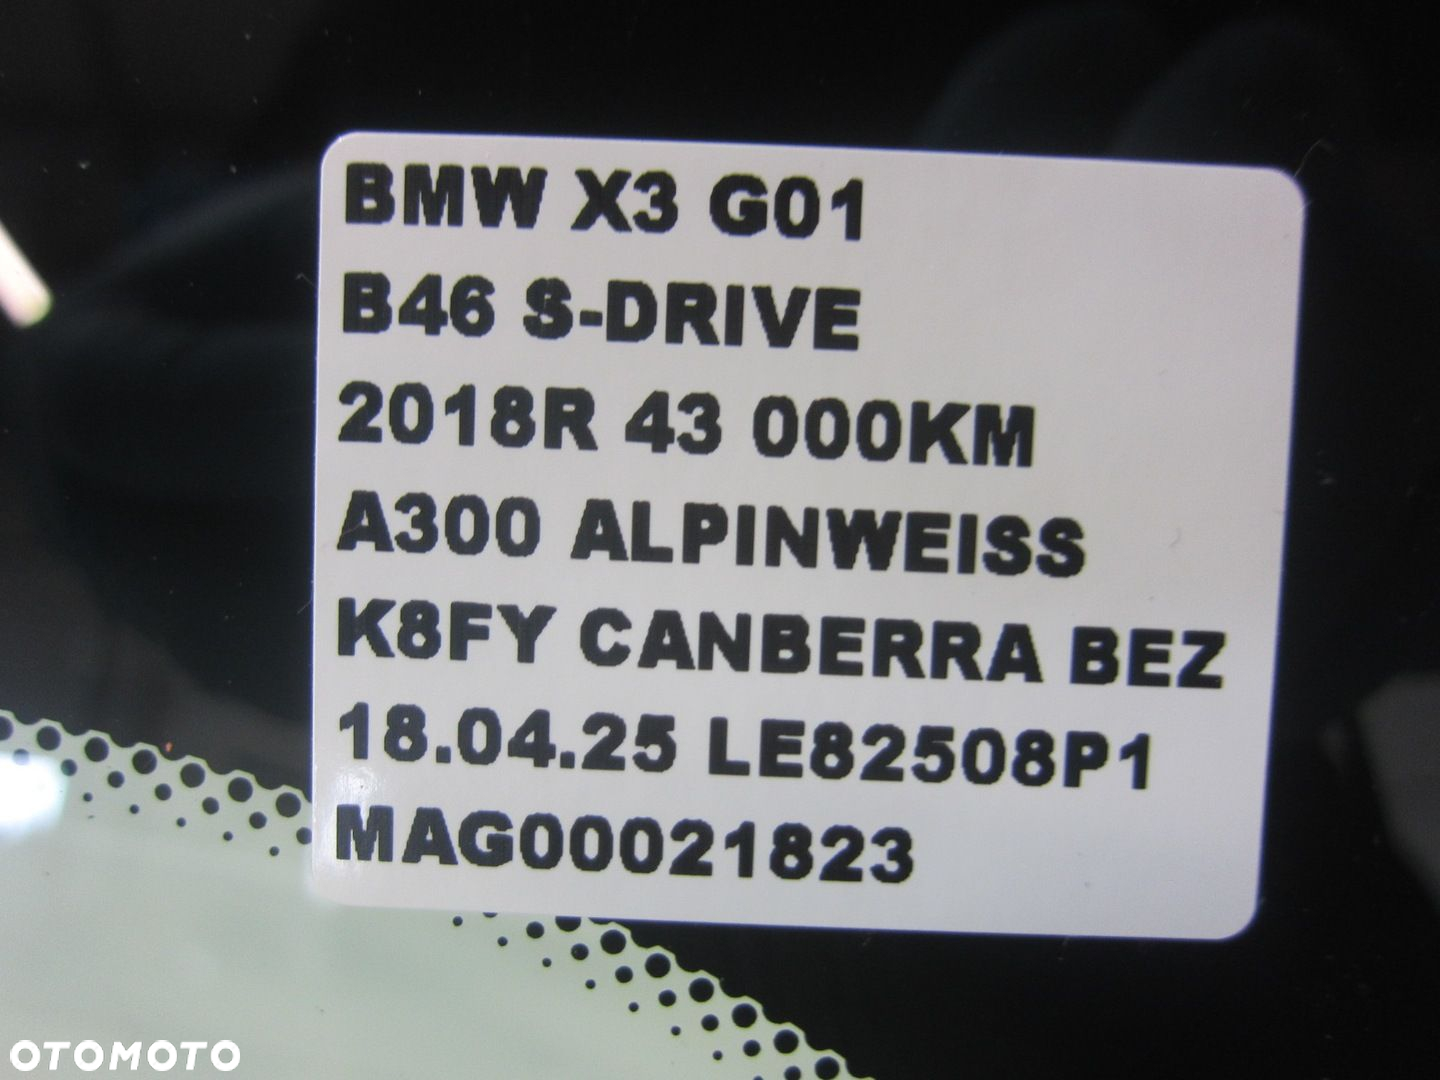 BMW X3 G01
B46 S-DRIVE
2018R 43 000KM
A300 ALPINWEISS
K8FY CANBERRA BEZ
18.04.25 LE82508P1
MAG00021823
OTOMOTO